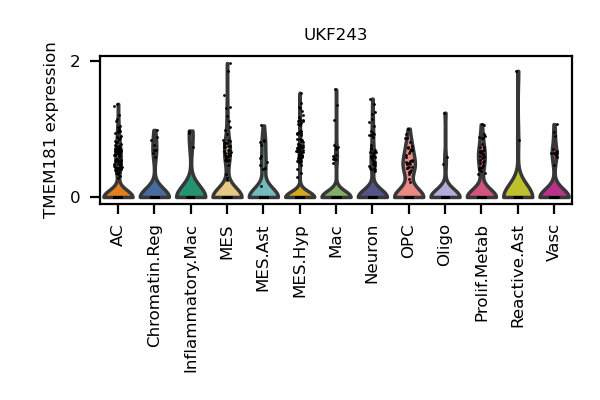 UKF243
TMEM181 expression
2
0
AC
Chromatin.Reg
Inflammatory.Mac
MES
MES.Ast
MES.Hyp
Mac
Neuron
OPC
Oligo
Prolif.Metab
Reactive.Ast
Vasc